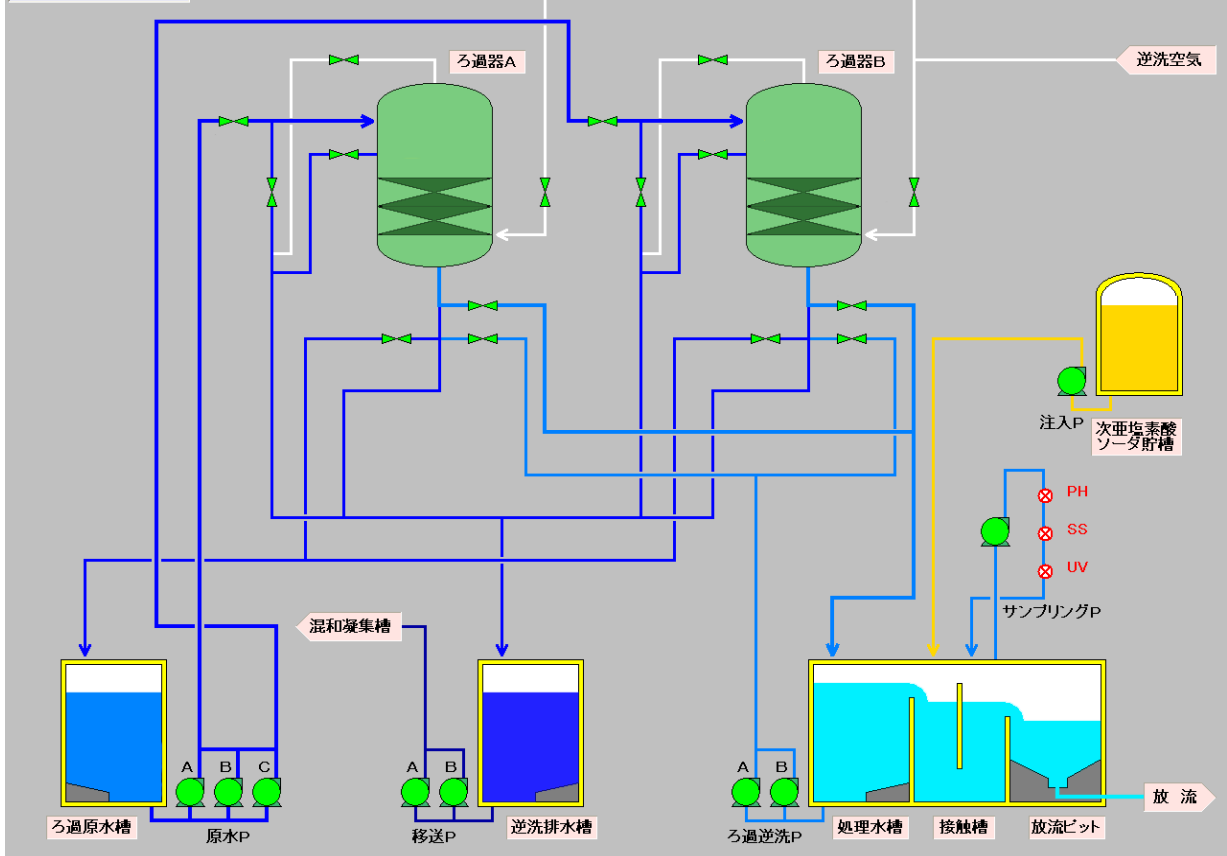 ろ過器A
ろ過器B
逆洗空気
注入P
次亜塩素酸
ソーダ貯槽
PH
SS
UV
サンプリングP
混和凝集槽
A
B
C
A
B
A
B
放 流
ろ過原水槽
原水P
移送P
逆洗排水槽
ろ過逆洗P
処理水槽
接触槽
放流ピット